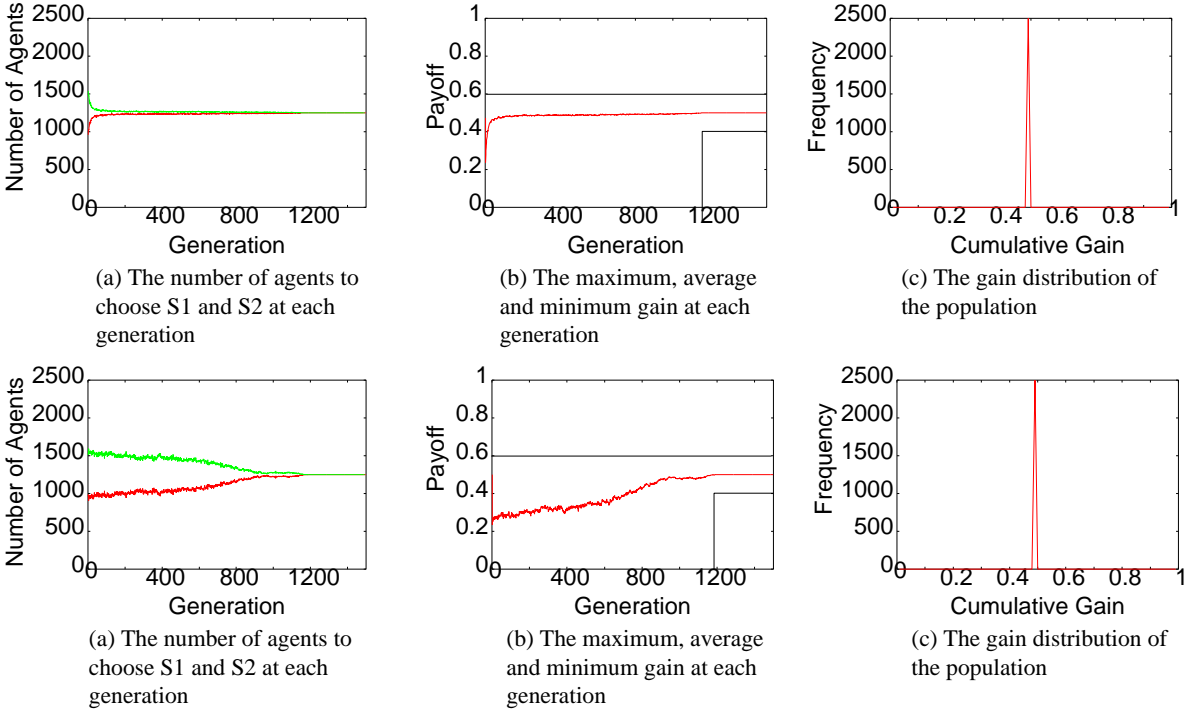 2500
2000
1500
1000
500
0
Number of Agents
0
400
800
1200
Generation
(a) The number of agents to
choose S1 and S2 at each
generation
1
0.8
0.6
0.4
0.2
0
Payoff
0
400
800
1200
Generation
(b) The maximum, average
and minimum gain at each
generation
2500
2000
1500
1000
500
0
Frequency
0
0.2
0.4
0.6
0.8
1
Cumulative Gain
(c) The gain distribution of
the population
2500
2000
1500
1000
500
0
Number of Agents
0
400
800
1200
Generation
(a) The number of agents to
choose S1 and S2 at each
generation
1
0.8
0.6
0.4
0.2
0
Payoff
0
400
800
1200
Generation
(b) The maximum, average
and minimum gain at each
generation
2500
2000
1500
1000
500
0
Frequency
0
0.2
0.4
0.6
0.8
1
Cumulative Gain
(c) The gain distribution of
the population